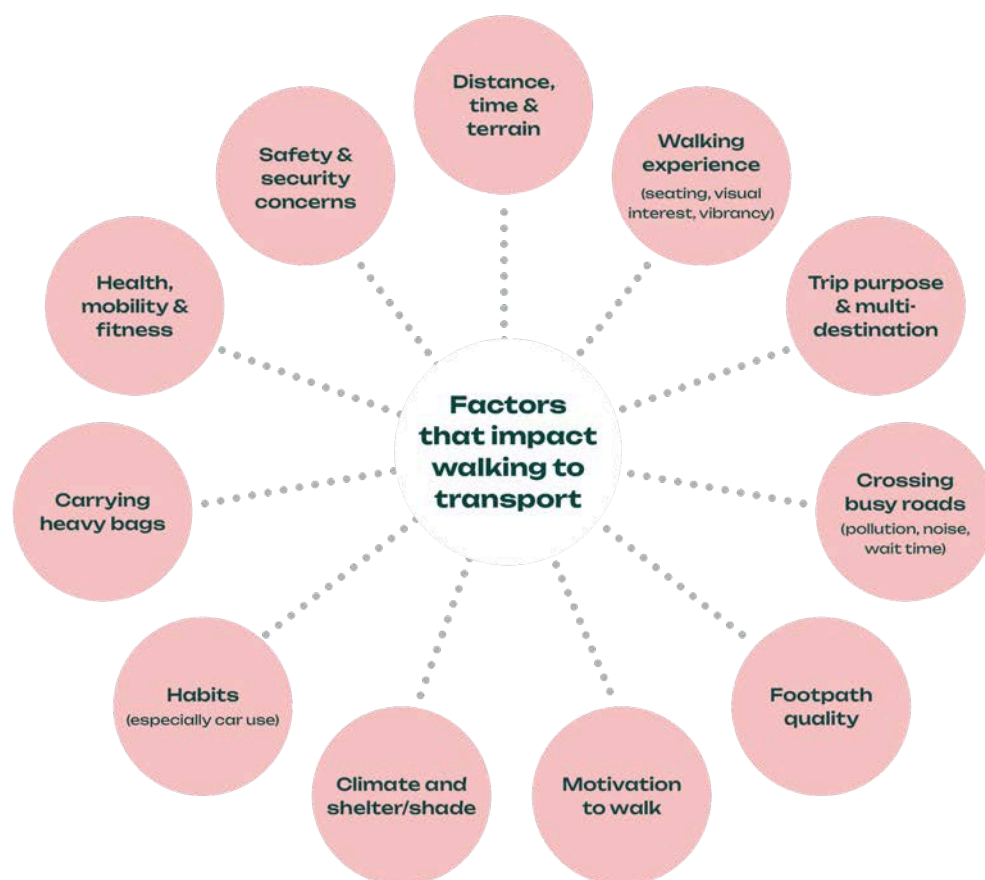 Distance,
time &
terrain
Walking
experience
(seating, visual
interest, vibrancy)
Trip purpose
& multi-
destination
Crossing
busy roads
(pollution, noise,
wait time)
Footpath
quality
Motivation
to walk
Climate and
shelter/shade
Habits
(especially car use)
Carrying
heavy bags
Health,
mobility &
fitness
Safety &
security
concerns
Factors
that impact
walking to
transport